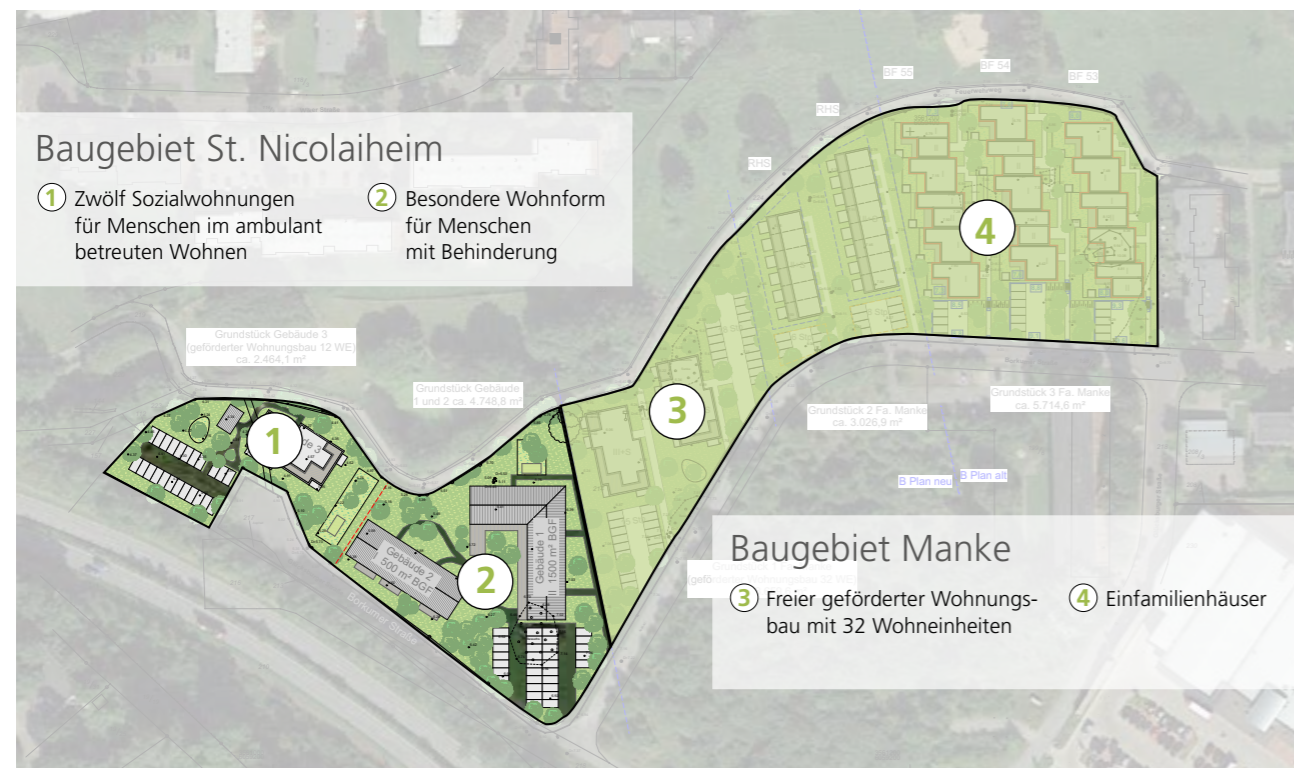 BF 55
BF 54
BF 53
RHS
RHS
Baugebiet St. Nicolaiheim
1 Zwölf Sozialwohnungen
für Menschen im ambulant
betreuten Wohnen
2 Besondere Wohnform
für Menschen
mit Behinderung
4
Grundstück Gebäude 3
(geförderter Wohnungsbau 12 WE)
ca. 2.464,1 m²
Grundstück Gebäude
1 und 2 ca. 4.748,8 m²
3
Grundstück 3 Fa. Manke
ca. 5.714,6 m²
Grundstück 2 Fa. Manke
ca. 3.026,9 m²
1
B Plan neu
B Plan alt
Gebäude 2
500 m² BGF
2
Gebäude 1
II 1500 m² BGF
Borkumer Straße
Baugebiet Manke
3 Freier geförderter Wohnungs-
bau mit 32 Wohneinheiten
4 Einfamilienhäuser